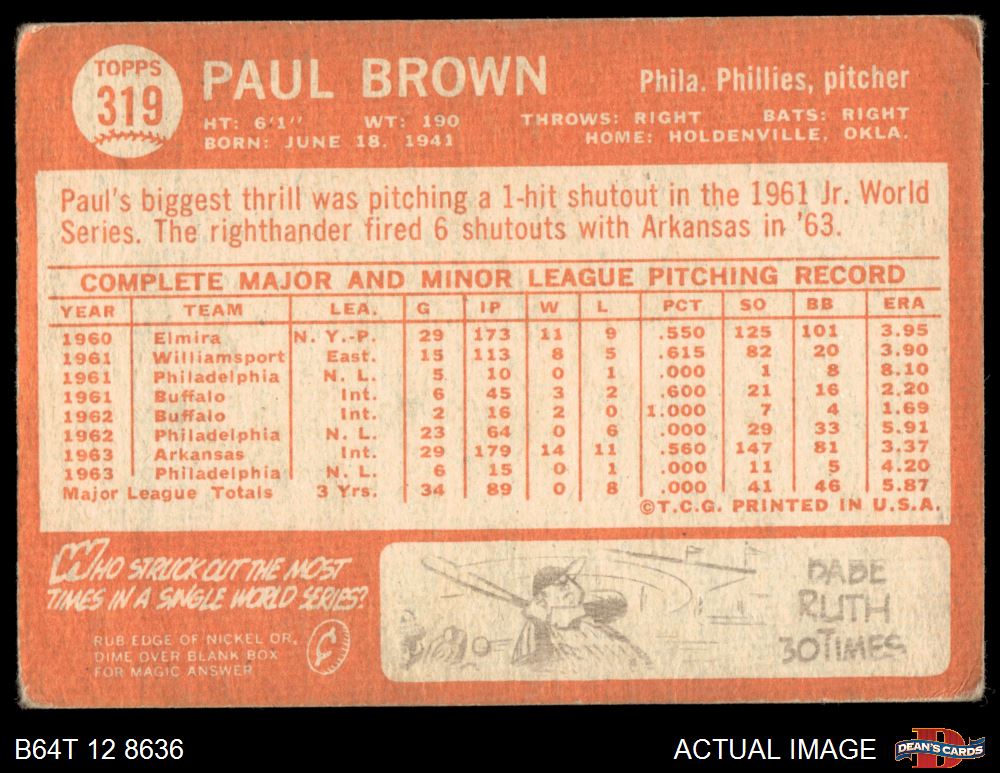 TOPPS
319
PAUL BROWN
Phila. Phillies, pitcher
HT: 6'1" WT: 190 THROWS: RIGHT BATS: RIGHT
BORN: JUNE 18, 1941 HOME: HOLDENVILLE, OKLA.
Paul's biggest thrill was pitching a 1-hit shutout in the 1961 Jr. World
Series. The righthander fired 6 shutouts with Arkansas in '63.
COMPLETE MAJOR AND MINOR LEAGUE PITCHING RECORD
YEAR TEAM LEA. G IP W L PCT SO BB ERA
1960 Elmira N. Y.-P. 29 173 11 9 .550 125 101 3.95
1961 Williamsport East. 15 113 8 5 .615 82 20 3.90
1961 Philadelphia N. L. 5 10 0 1 .000 1 8 8.10
1961 Buffalo Int. 6 45 3 2 .600 21 16 2.20
1962 Buffalo Int. 2 16 2 0 1.000 7 4 1.69
1962 Philadelphia N. L. 23 64 0 6 .000 29 33 5.91
1963 Arkansas Int. 29 179 14 11 .560 147 81 3.37
1963 Philadelphia N. L. 6 15 0 1 .000 11 5 4.20
Major League Totals 3 Yrs. 34 89 0 8 .000 41 46 5.87
©T.C.G. PRINTED IN U.S.A.
WHO STRUCK OUT THE MOST
TIMES IN A SINGLE WORLD SERIES?
RUB EDGE OF NICKEL OR
DIME OVER BLANK BOX
FOR MAGIC ANSWER
BABE
RUTH
30 TIMES
B64T 12 8636
ACTUAL IMAGE
D
DEAN'S CARDS